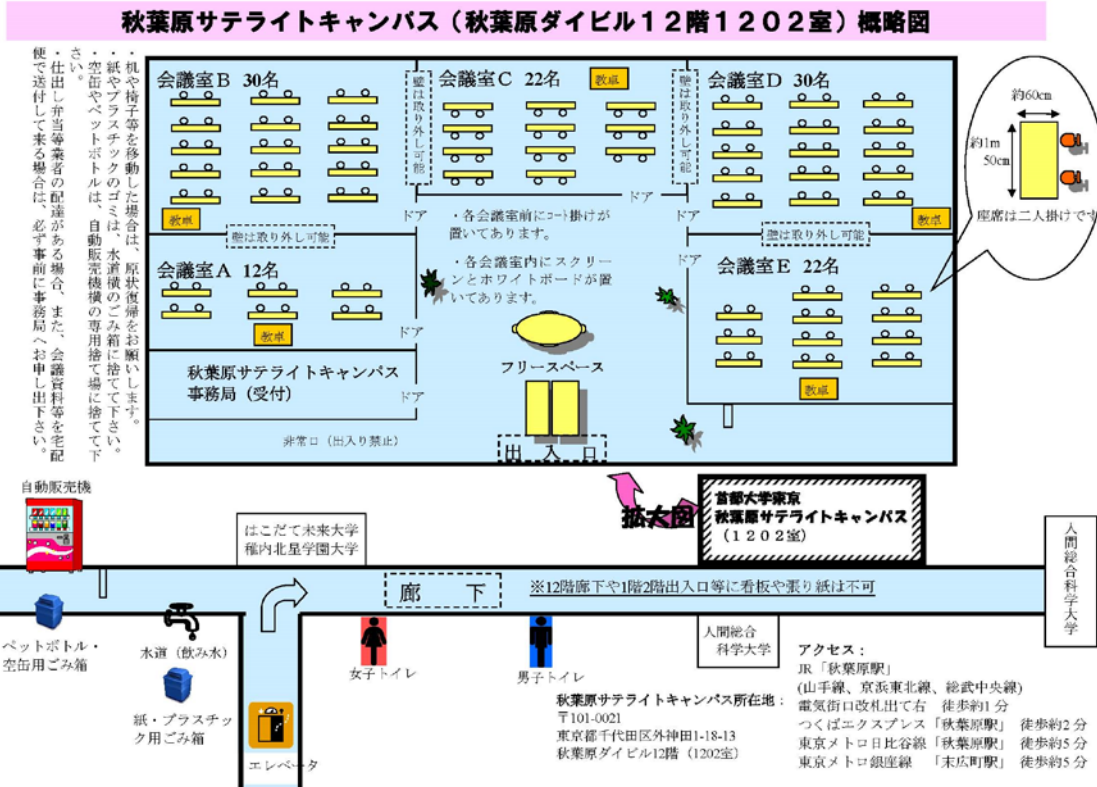 秋葉原サテライトキャンパス（秋葉原ダイビル１２階１２０２室）概略図
・机や椅子等を移動した場合は、原状復帰をお願いします。
・紙やプラスチックのゴミは、水道横のごみ箱に捨てて下さい。
・空缶やペットボトルは、自動販売機横の専用捨て場に捨てて下
さい。
・仕出し弁当等業者の配達がある場合、また、会議資料等を宅配
便で送付して来る場合は、必ず事前に事務局へお申し出下さい。
会議室Ｂ 30名
教卓
壁は取り外し可能
会議室Ｃ 22名
教卓
壁は取り外し可能
会議室Ｄ 30名
教卓
約60cm
約1m
50cm
座席は二人掛けです
ドア
ドア
ドア
・各会議室前にコート掛けが
置いてあります。
・各会議室内にスクリー
ンとホワイトボードが置
いてあります。
壁は取り外し可能
壁は取り外し可能
会議室Ａ 12名
教卓
ドア
ドア
会議室Ｅ 22名
教卓
フリースペース
秋葉原サテライトキャンパス
事務局（受付）
ドア
非常口（出入り禁止）
出 入 口
拡大図
首都大学東京
秋葉原サテライトキャンパス
（１２０２室）
自動販売機
はこだて未来大学
稚内北星学園大学
人間総合科学大学
廊 下
※12階廊下や1階2階出入口等に看板や張り紙は不可
ペットボトル・
空缶用ごみ箱
水道（飲み水）
紙・プラスチッ
ク用ごみ箱
エレベータ
女子トイレ
男子トイレ
人間総合
科学大学
秋葉原サテライトキャンパス所在地：
〒101-0021
東京都千代田区外神田1-18-13
秋葉原ダイビル12階（1202室）
アクセス：
JR「秋葉原駅」
(山手線、京浜東北線、総武中央線)
電気街口改札出て右 徒歩約1分
つくばエクスプレス「秋葉原駅」 徒歩約2分
東京メトロ日比谷線「秋葉原駅」 徒歩約5分
東京メトロ銀座線 「末広町駅」 徒歩約5分